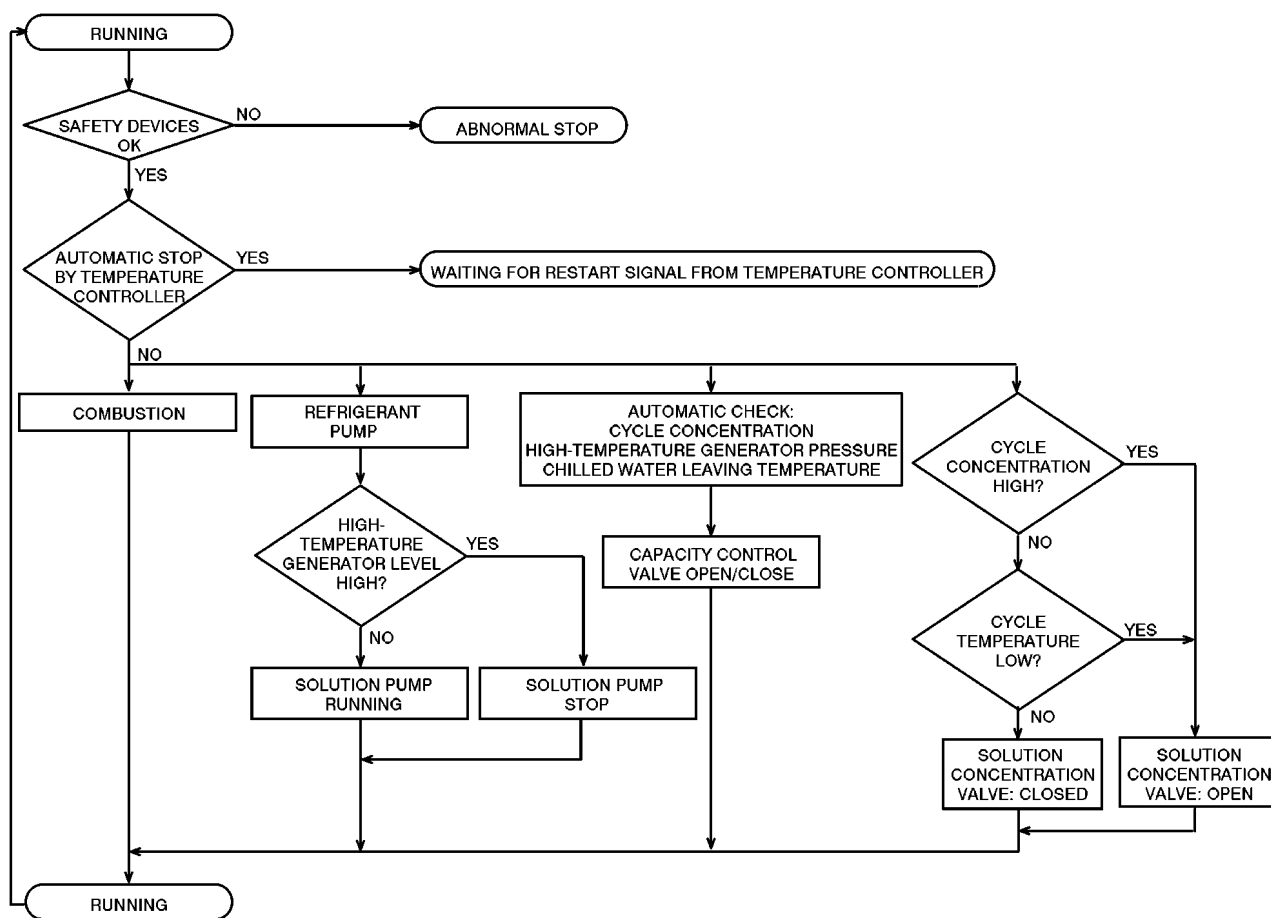 RUNNING
SAFETY DEVICES
OK
NO
ABNORMAL STOP
YES
AUTOMATIC STOP
BY TEMPERATURE
CONTROLLER
YES
WAITING FOR RESTART SIGNAL FROM TEMPERATURE CONTROLLER
NO
COMBUSTION
REFRIGERANT
PUMP
AUTOMATIC CHECK:
CYCLE CONCENTRATION
HIGH-TEMPERATURE GENERATOR PRESSURE
CHILLED WATER LEAVING TEMPERATURE
CYCLE
CONCENTRATION
HIGH?
YES
NO
HIGH-
TEMPERATURE
GENERATOR LEVEL
HIGH?
YES
NO
CAPACITY CONTROL
VALVE OPEN/CLOSE
CYCLE
TEMPERATURE
LOW?
YES
NO
SOLUTION PUMP
RUNNING
SOLUTION PUMP
STOP
SOLUTION
CONCENTRATION
VALVE: CLOSED
SOLUTION
CONCENTRATION
VALVE: OPEN
RUNNING